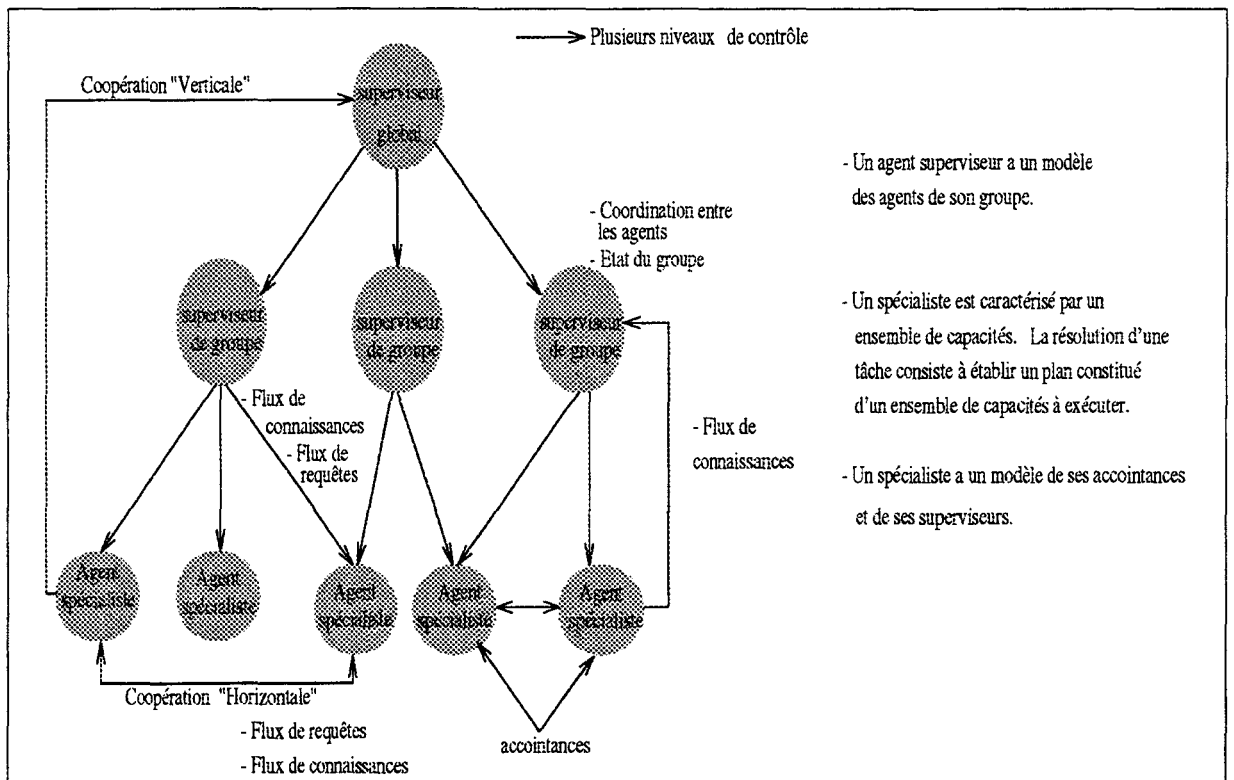 Plusieurs niveaux de contrôle
Coopération "Verticale"
superviseur
global
- Un agent superviseur a un modèle
des agents de son groupe.
- Coordination entre
les agents
- Etat du groupe
superviseur
de groupe
superviseur
de groupe
superviseur
de groupe
- Un spécialiste est caractérisé par un
ensemble de capacités. La résolution d'une
tâche consiste à établir un plan constitué
d'un ensemble de capacités à exécuter.
- Flux de
connaissances
- Flux de
requêtes
- Flux de
connaissances
- Un spécialiste a un modèle de ses accointances
et de ses superviseurs.
Agent
spécialiste
Agent
spécialiste
Agent
spécialiste
Agent
spécialiste
Agent
spécialiste
Coopération "Horizontale"
- Flux de requêtes
- Flux de connaissances
accointances